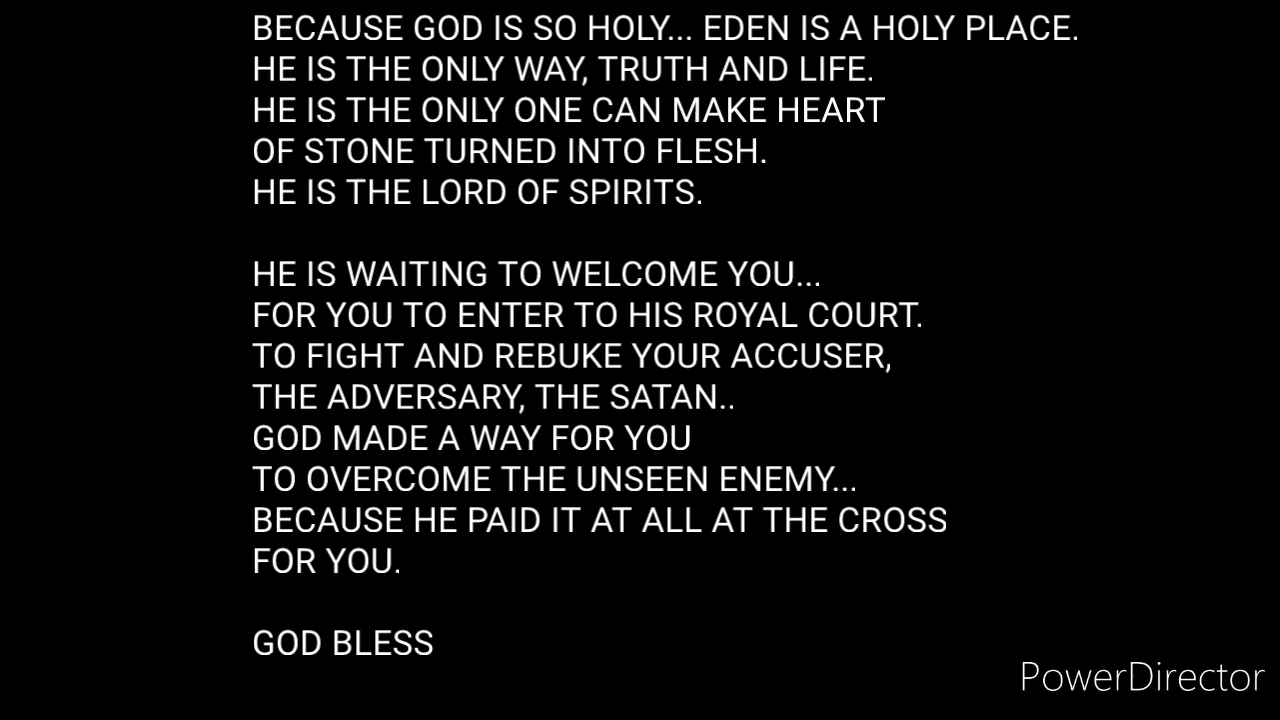 BECAUSE GOD IS SO HOLY... EDEN IS A HOLY PLACE.
HE IS THE ONLY WAY, TRUTH AND LIFE.
HE IS THE ONLY ONE CAN MAKE HEART
OF STONE TURNED INTO FLESH.
HE IS THE LORD OF SPIRITS.
HE IS WAITING TO WELCOME YOU...
FOR YOU TO ENTER TO HIS ROYAL COURT.
TO FIGHT AND REBUKE YOUR ACCUSER,
THE ADVERSARY, THE SATAN..
GOD MADE A WAY FOR YOU
TO OVERCOME THE UNSEEN ENEMY...
BECAUSE HE PAID IT AT ALL AT THE CROSS
FOR YOU.
GOD BLESS
PowerDirector